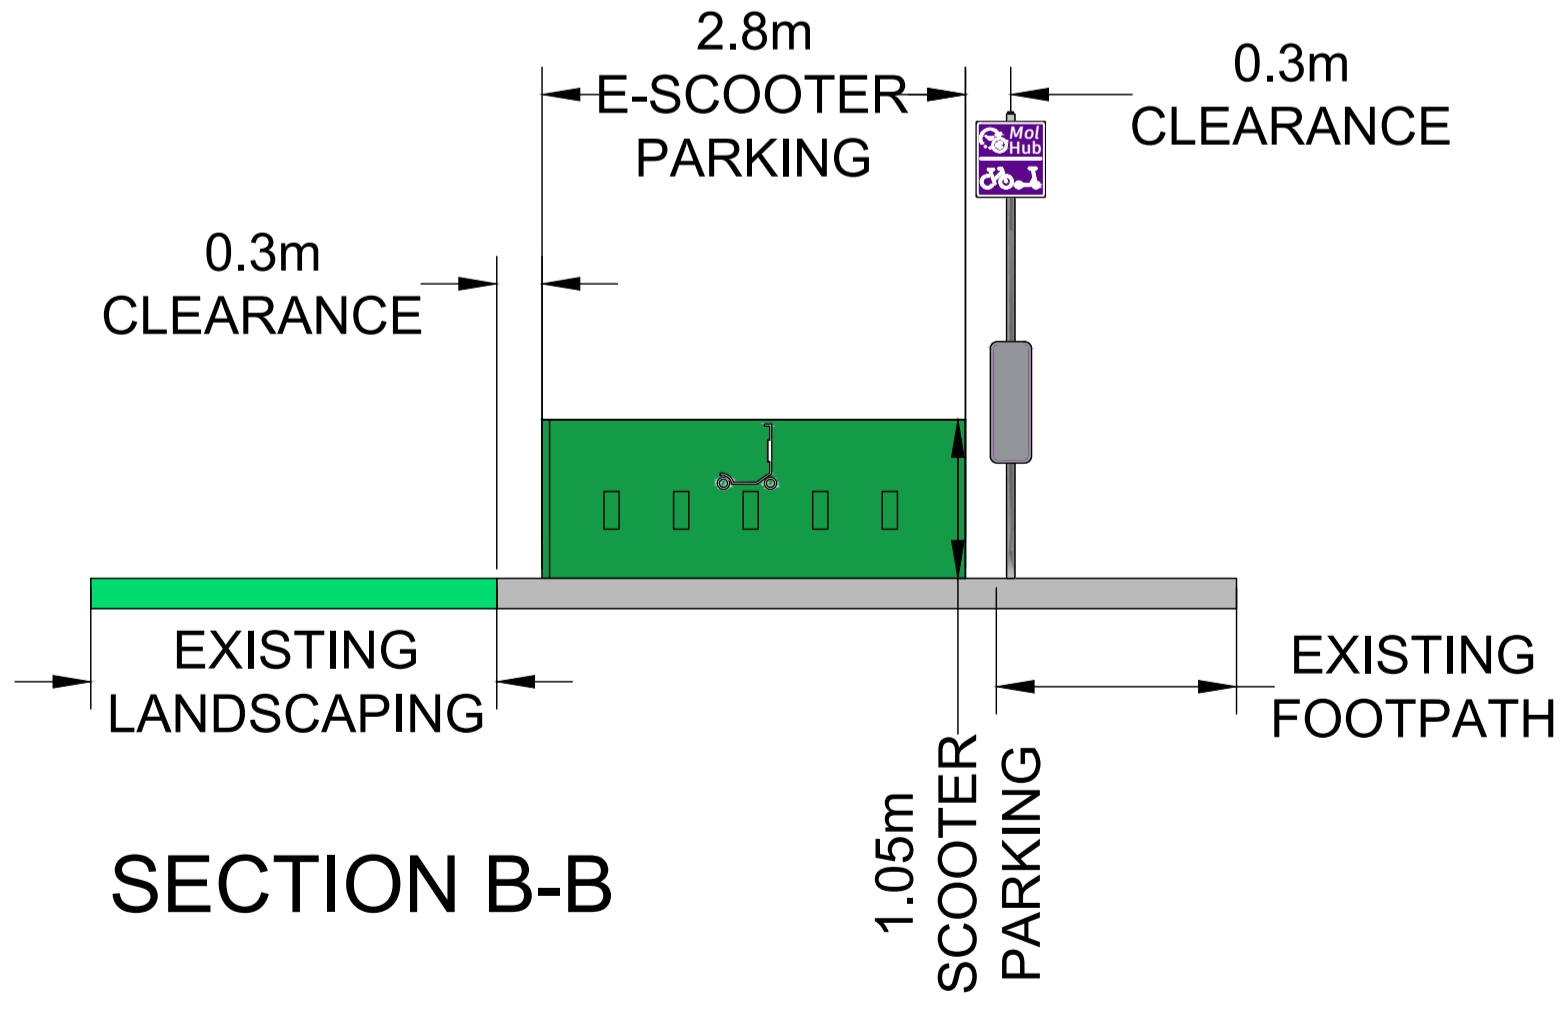 2.8m
E-SCOOTER
PARKING
0.3m
CLEARANCE
Mol
Hub
0.3m
CLEARANCE
EXISTING
LANDSCAPING
EXISTING
FOOTPATH
1.05m
SCOOTER
PARKING
SECTION B-B